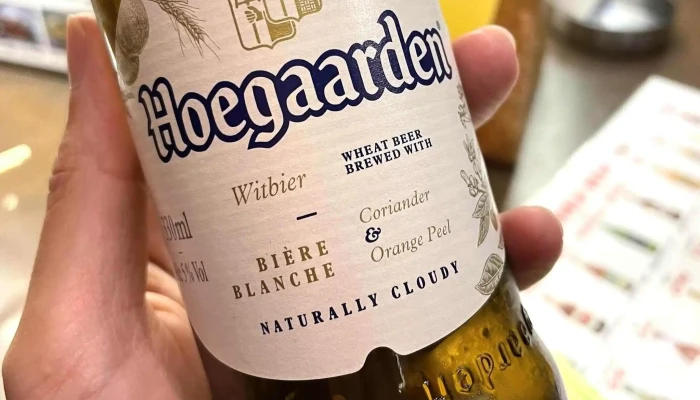 Hoegaarden
Witbier
WHEAT BEER
BREWED WITH
Coriander
&
Orange Peel
BIÈRE
BLANCHE
NATURALLY CLOUDY